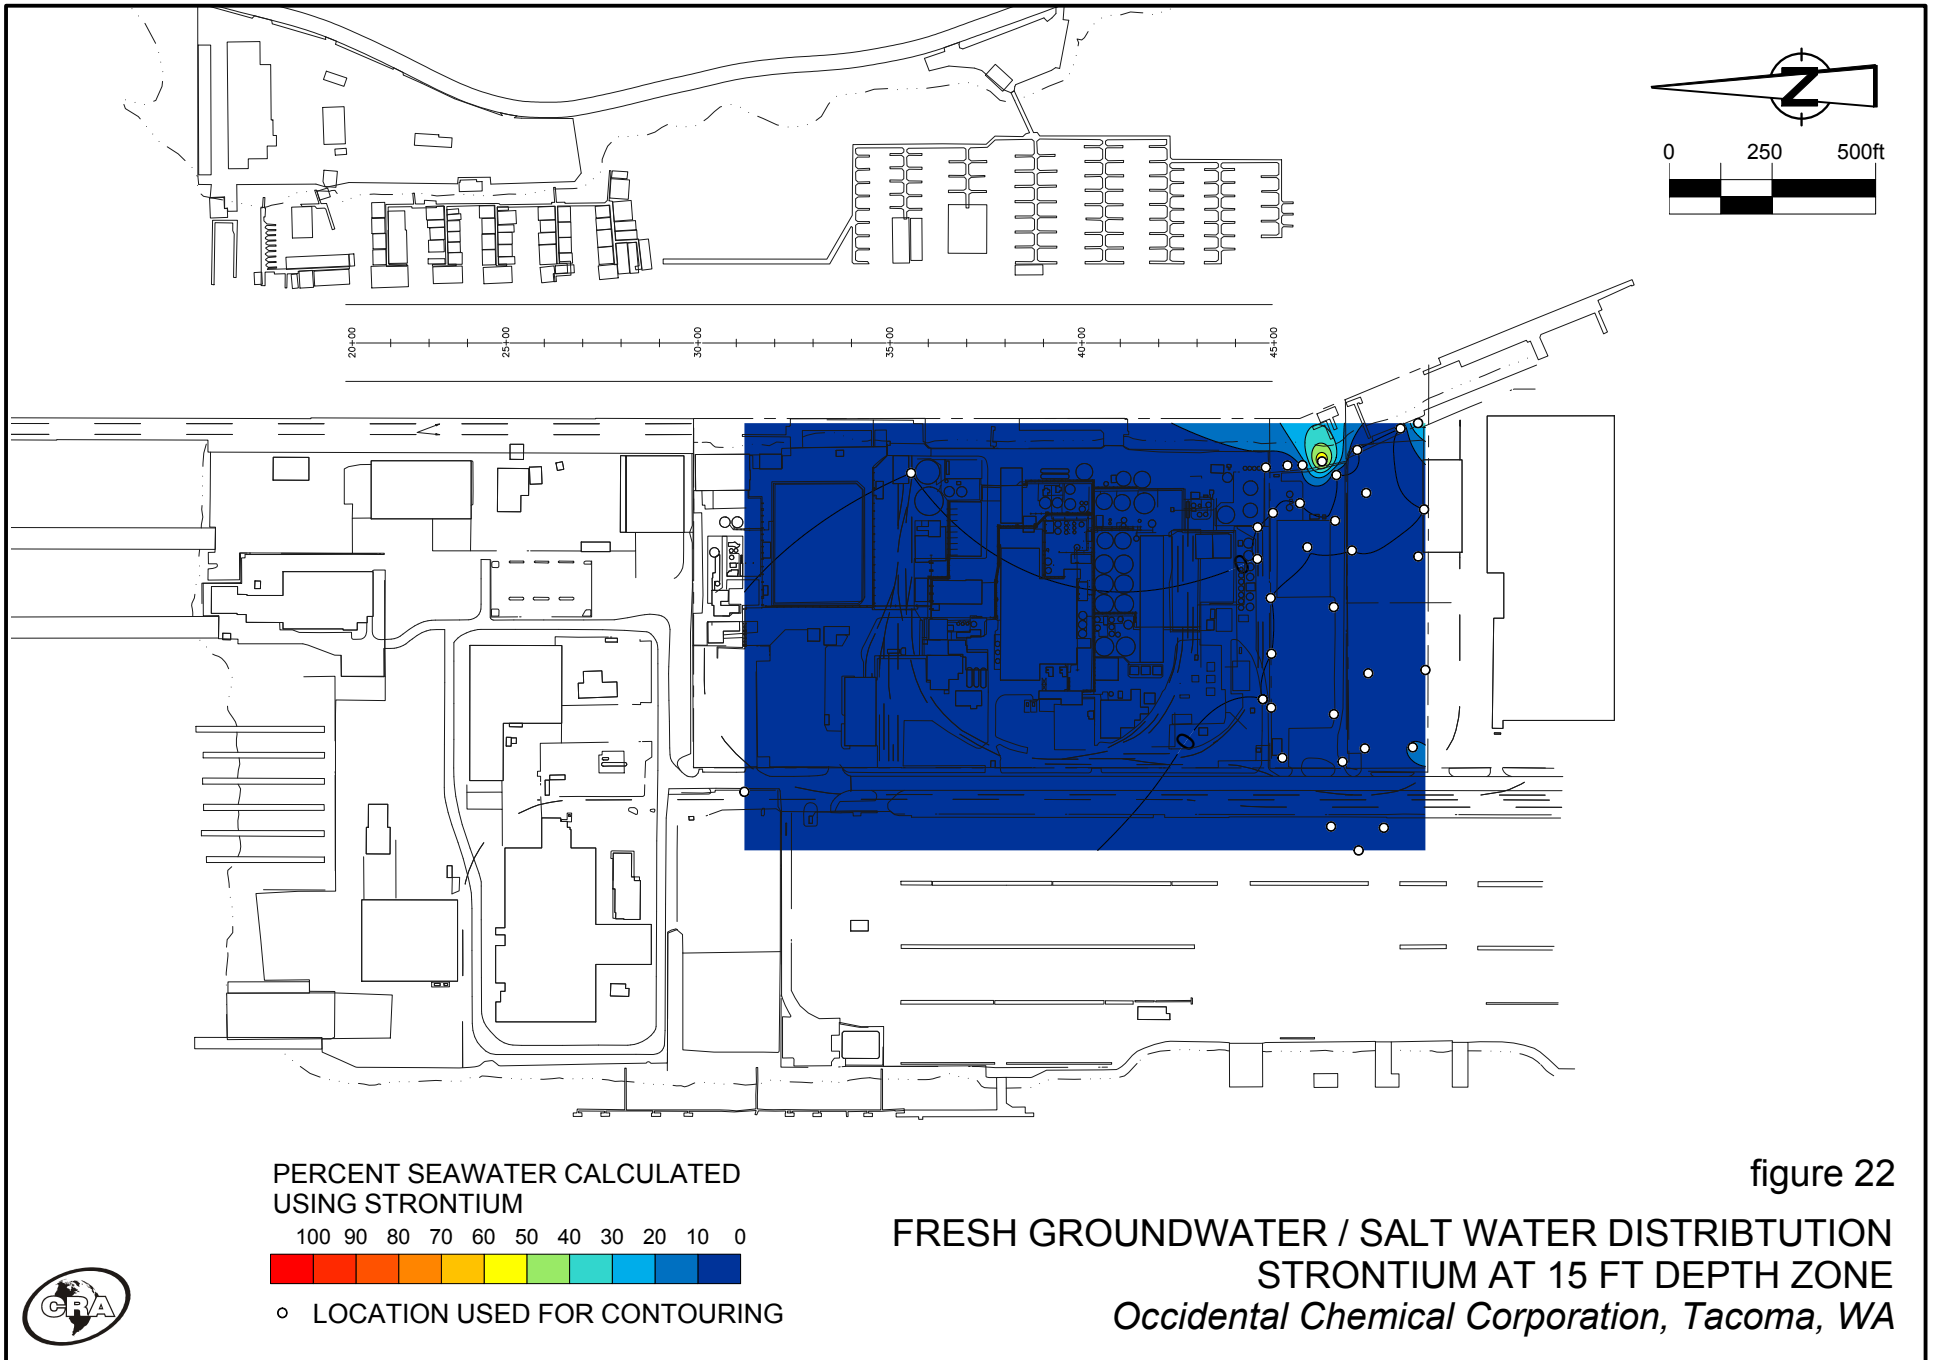 N
0 250 500ft
20+00 25+00 30+00 35+00 40+00 45+00
PERCENT SEAWATER CALCULATED
USING STRONTIUM
100 90 80 70 60 50 40 30 20 10 0
LOCATION USED FOR CONTOURING
CRA
figure 22
FRESH GROUNDWATER / SALT WATER DISTRIBTUTION
STRONTIUM AT 15 FT DEPTH ZONE
Occidental Chemical Corporation, Tacoma, WA